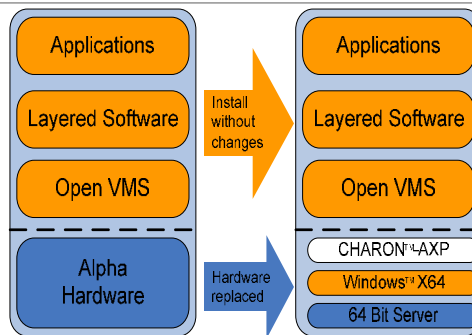 Applications
Layered Software
Open VMS
Alpha
Hardware
Install
without
changes
Hardware
replaced
Applications
Layered Software
Open VMS
CHARON™-AXP
Windows™ X64
64 Bit Server